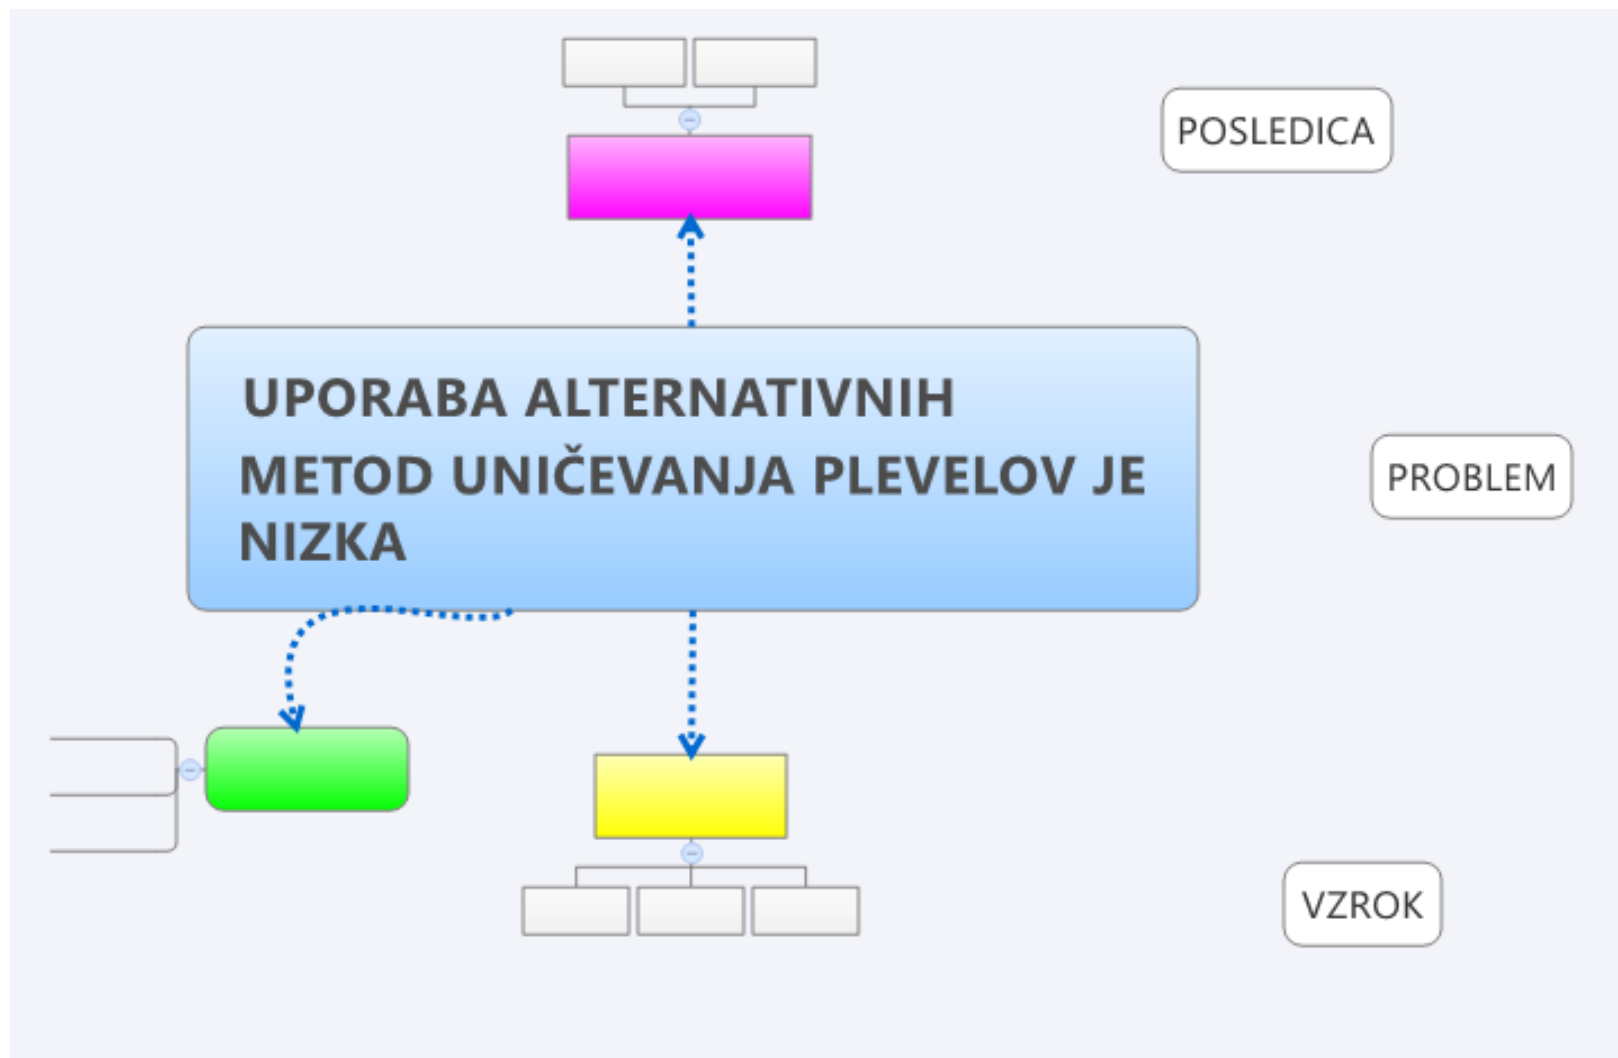 POSLEDICA
UPORABA ALTERNATIVNIH
METOD UNIČEVANJA PLEVELOV JE
NIZKA
PROBLEM
VZROK